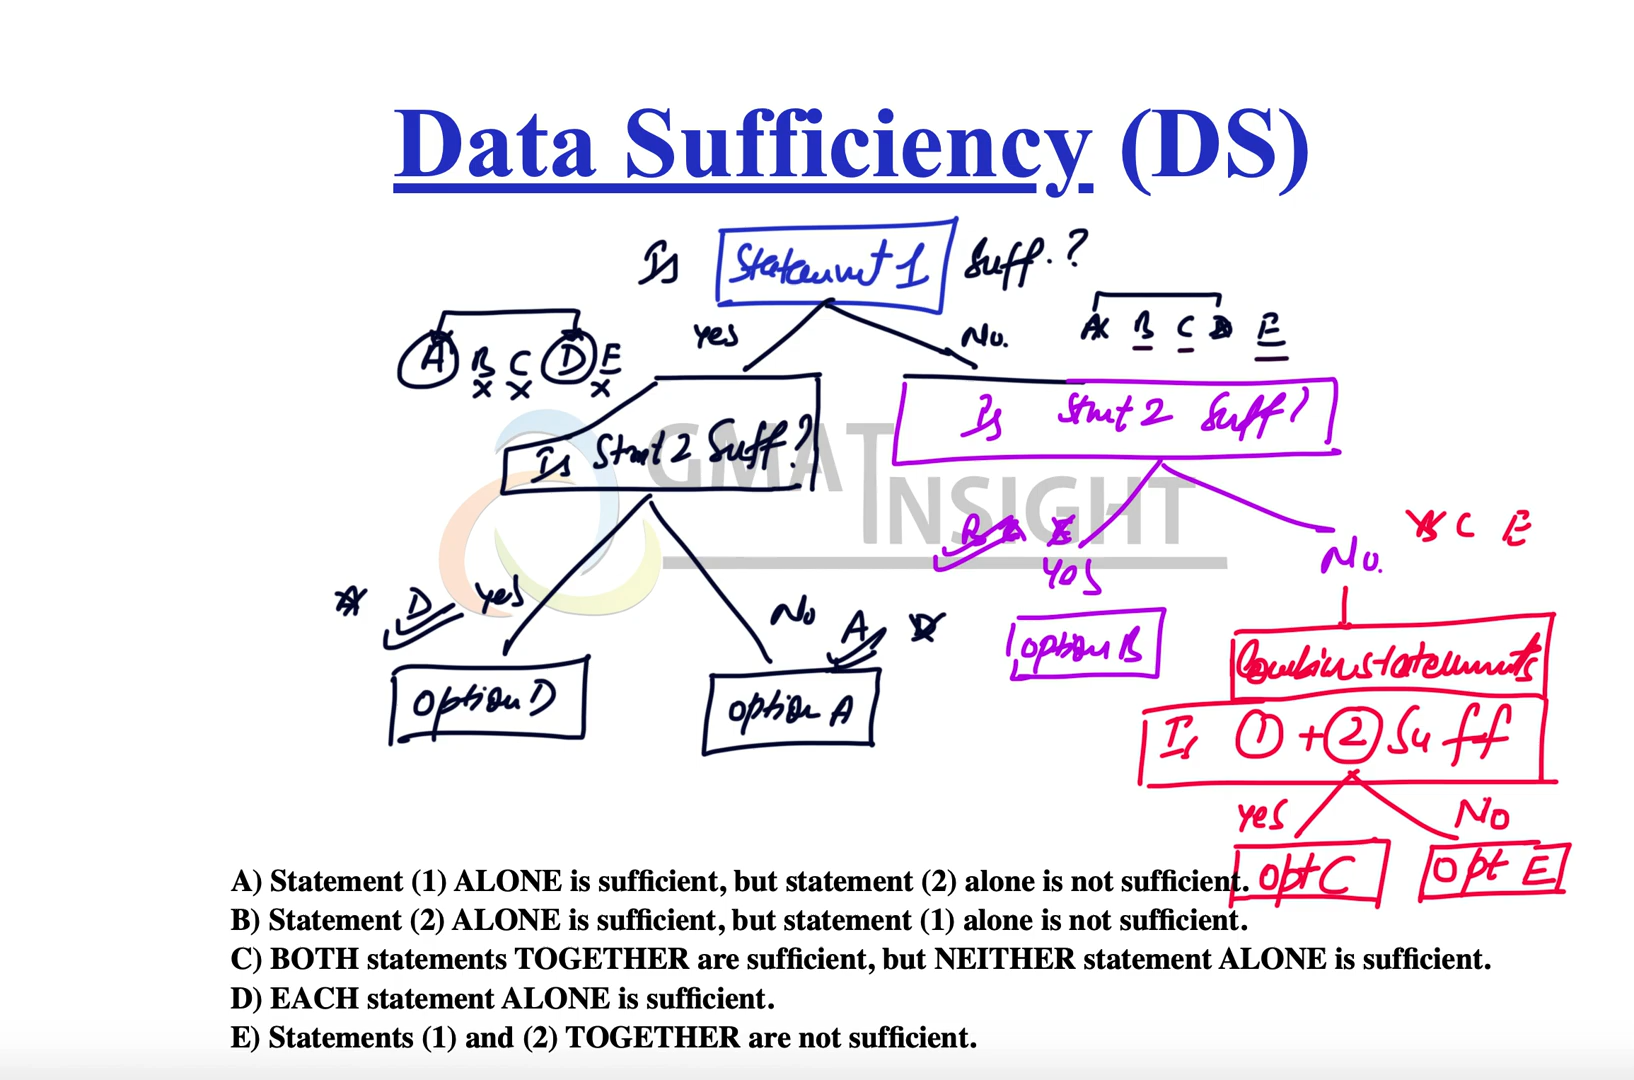 Data Sufficiency (DS)
Is Statement 1 Suff.?
Yes
No.
A B C D E
A B C D E
Is Stmt 2 Suff?
Is Stmt 2 Suff?
GMAT
INSIGHT
B C E
B E
Yes
No.
A D Yes
No A D
Option D
Option A
Option B
Combine statements
Is ① + ② Suff
Yes
No
Opt C
Opt E
A) Statement (1) ALONE is sufficient, but statement (2) alone is not sufficient.
B) Statement (2) ALONE is sufficient, but statement (1) alone is not sufficient.
C) BOTH statements TOGETHER are sufficient, but NEITHER statement ALONE is sufficient.
D) EACH statement ALONE is sufficient.
E) Statements (1) and (2) TOGETHER are not sufficient.